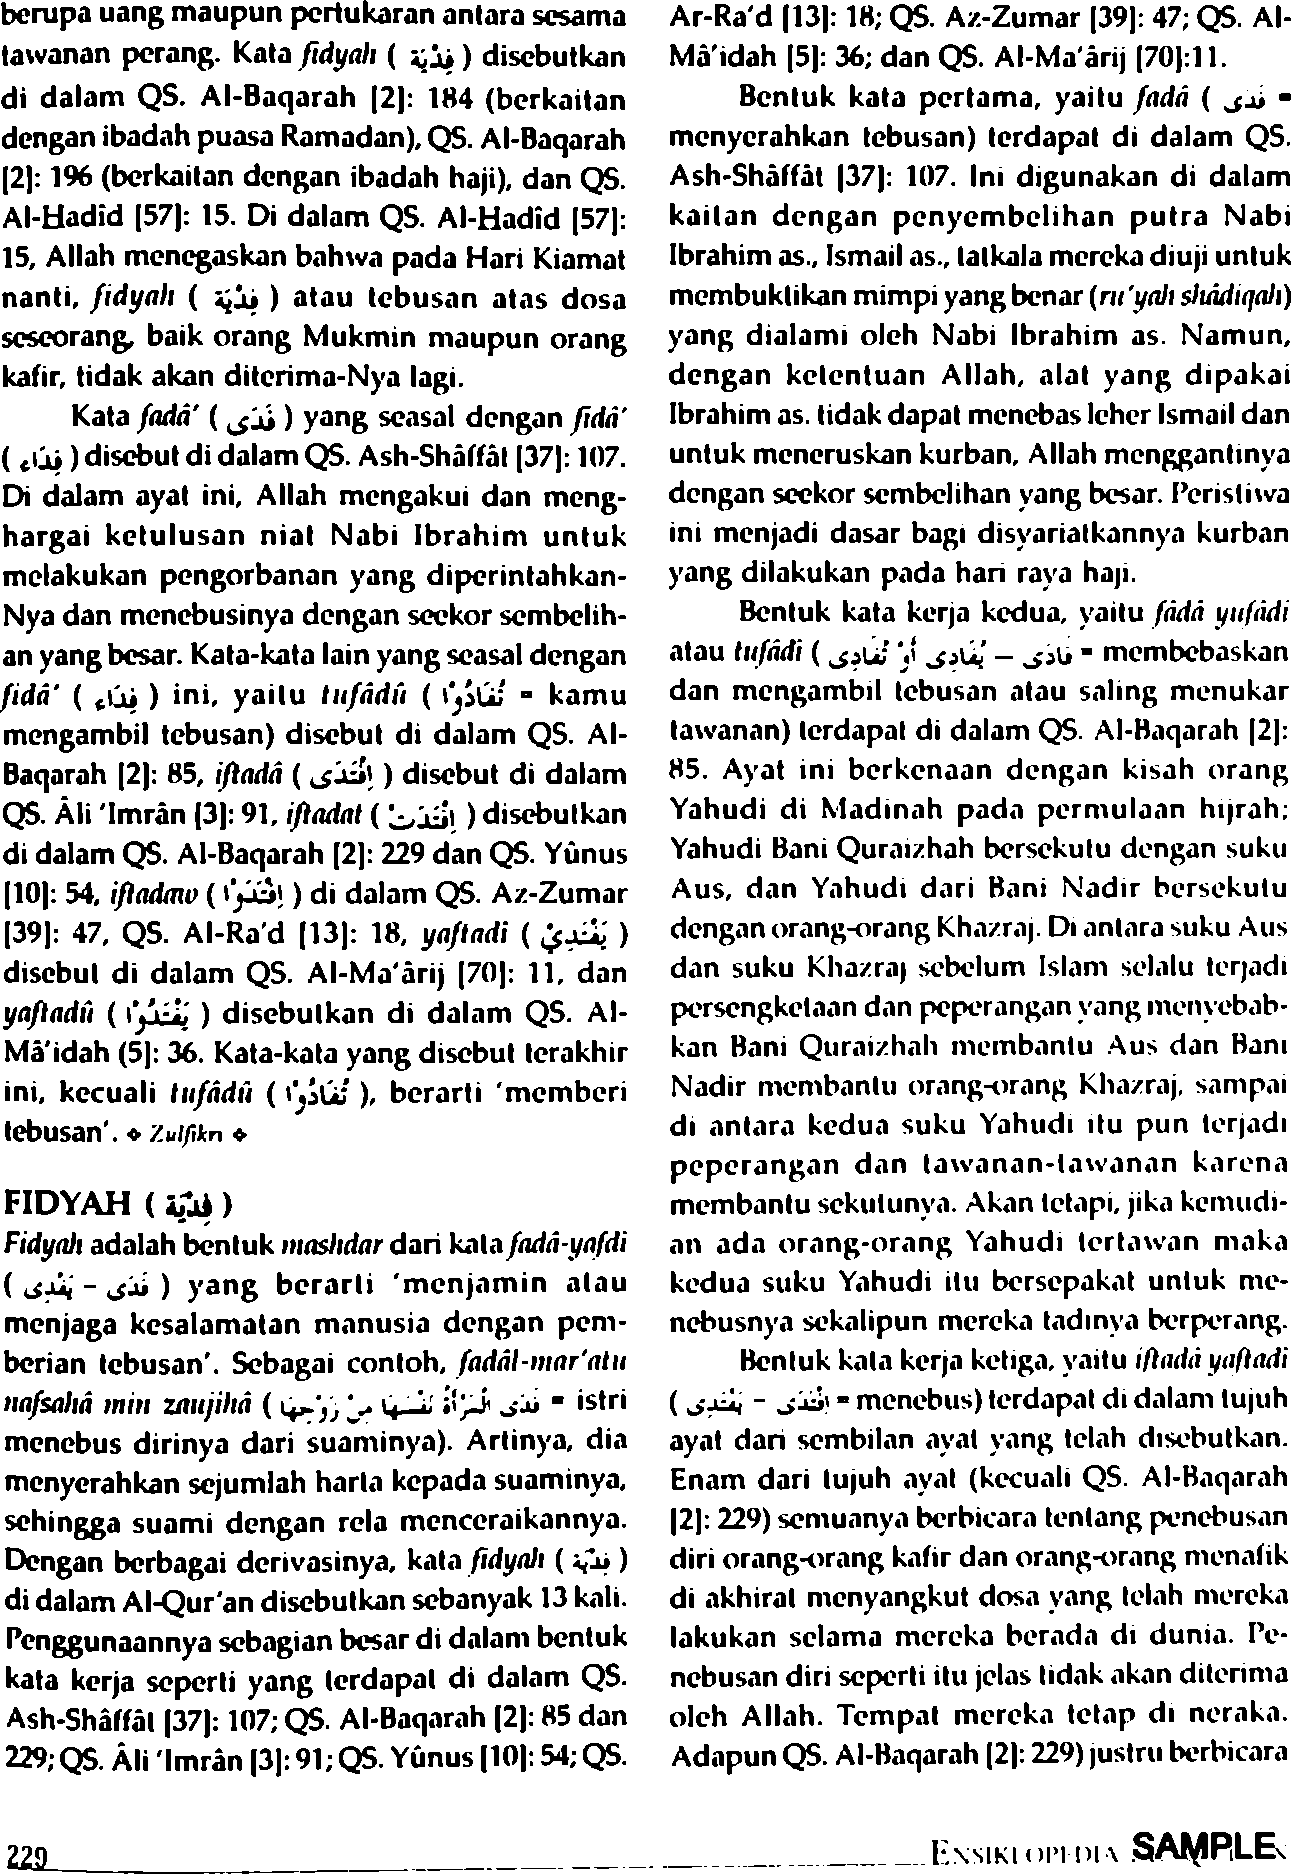 berupa uang maupun pertukaran antara sesama
tawanan perang. Kata fidyah ( فِدْيَة ) disebutkan
di dalam QS. Al-Baqarah [2]: 184 (berkaitan
dengan ibadah puasa Ramadan), QS. Al-Baqarah
[2]: 196 (berkaitan dengan ibadah haji), dan QS.
Al-Hadîd [57]: 15. Di dalam QS. Al-Hadîd [57]:
15, Allah menegaskan bahwa pada Hari Kiamat
nanti, fidyah ( فِدْيَة ) atau tebusan atas dosa
seseorang, baik orang Mukmin maupun orang
kafir, tidak akan diterima-Nya lagi.
Kata fadâ' ( فَدَى ) yang seasal dengan fidâ'
( فِدَاء ) disebut di dalam QS. Ash-Shâffât [37]: 107.
Di dalam ayat ini, Allah mengakui dan meng-
hargai ketulusan niat Nabi Ibrahim untuk
melakukan pengorbanan yang diperintahkan-
Nya dan menebusinya dengan seekor sembelih-
an yang besar. Kata-kata lain yang seasal dengan
fidâ' ( فِدَاء ) ini, yaitu tufâdû ( تُفَادُوْا = kamu
mengambil tebusan) disebut di dalam QS. Al-
Baqarah [2]: 85, iftadâ ( اِفْتَدَى ) disebut di dalam
QS. Âli 'Imrân [3]: 91, iftadat ( اِفْتَدَتْ ) disebutkan
di dalam QS. Al-Baqarah [2]: 229 dan QS. Yûnus
[10]: 54, iftadaw ( اِفْتَدَوْا ) di dalam QS. Az-Zumar
[39]: 47, QS. Al-Ra'd [13]: 18, yaftadî ( يَفْتَدِيْ )
disebut di dalam QS. Al-Ma'ârij [70]: 11, dan
yaftadû ( يَفْتَدُوْا ) disebutkan di dalam QS. Al-
Mâ'idah (5]: 36. Kata-kata yang disebut terakhir
ini, kecuali tufâdû ( تُفَادُوْا ), berarti 'memberi
tebusan'. ❖ Zulfikri ❖
FIDYAH ( فِدْيَة )
Fidyah adalah bentuk mashdar dari kata fadâ-yafdi
( فَدَى - يَفْدِى ) yang berarti 'menjamin atau
menjaga keselamatan manusia dengan pem-
berian tebusan'. Sebagai contoh, fadâl-mar'atu
nafsahâ min zaujihâ ( فَدَى الْمَرْأَةُ نَفْسَهَا مِنْ زَوْجِهَا = istri
menebus dirinya dari suaminya). Artinya, dia
menyerahkan sejumlah harta kepada suaminya,
sehingga suami dengan rela menceraikannya.
Dengan berbagai derivasinya, kata fidyah ( فِدْيَة )
di dalam Al-Qur'an disebutkan sebanyak 13 kali.
Penggunaannya sebagian besar di dalam bentuk
kata kerja seperti yang terdapat di dalam QS.
Ash-Shâffât [37]: 107; QS. Al-Baqarah [2]: 85 dan
229; QS. Âli 'Imrân [3]: 91; QS. Yûnus [10]: 54; QS.
Ar-Ra'd [13]: 18; QS. Az-Zumar [39]: 47; QS. Al-
Mâ'idah [5]: 36; dan QS. Al-Ma'ârij [70]:11.
Bentuk kata pertama, yaitu fadâ ( فَدَى =
menyerahkan tebusan) terdapat di dalam QS.
Ash-Shâffât [37]: 107. Ini digunakan di dalam
kaitan dengan penyembelihan putra Nabi
Ibrahim as., Ismail as., tatkala mereka diuji untuk
membuktikan mimpi yang benar (ru'yah shâdiqah)
yang dialami oleh Nabi Ibrahim as. Namun,
dengan ketentuan Allah, alat yang dipakai
Ibrahim as. tidak dapat menebas leher Ismail dan
untuk meneruskan kurban, Allah menggantinya
dengan seekor sembelihan yang besar. Peristiwa
ini menjadi dasar bagi disyariatkannya kurban
yang dilakukan pada hari raya haji.
Bentuk kata kerja kedua, yaitu fâdâ yufâdi
atau tufâdî ( فَادَى – يُفَادِى أَوْ تُفَادِى = membebaskan
dan mengambil tebusan atau saling menukar
tawanan) terdapat di dalam QS. Al-Baqarah [2]:
85. Ayat ini berkenaan dengan kisah orang
Yahudi di Madinah pada permulaan hijrah;
Yahudi Bani Quraizhah bersekutu dengan suku
Aus, dan Yahudi dari Bani Nadir bersekutu
dengan orang-orang Khazraj. Di antara suku Aus
dan suku Khazraj sebelum Islam selalu terjadi
persengketaan dan peperangan yang menyebab-
kan Bani Quraizhah membantu Aus dan Bani
Nadir membantu orang-orang Khazraj, sampai
di antara kedua suku Yahudi itu pun terjadi
peperangan dan tawanan-tawanan karena
membantu sekutunya. Akan tetapi, jika kemudi-
an ada orang-orang Yahudi tertawan maka
kedua suku Yahudi itu bersepakat untuk me-
nebusnya sekalipun mereka tadinya berperang.
Bentuk kata kerja ketiga, yaitu iftadâ yaftadi
( اِفْتَدَى - يَفْتَدِى = menebus) terdapat di dalam tujuh
ayat dari sembilan ayat yang telah disebutkan.
Enam dari tujuh ayat (kecuali QS. Al-Baqarah
[2]: 229) semuanya berbicara tentang penebusan
diri orang-orang kafir dan orang-orang menafik
di akhirat menyangkut dosa yang telah mereka
lakukan selama mereka berada di dunia. Pe-
nebusan diri seperti itu jelas tidak akan diterima
oleh Allah. Tempat mereka tetap di neraka.
Adapun QS. Al-Baqarah [2]: 229) justru berbicara
229 ENSIKLOPEDIA SAMPLE